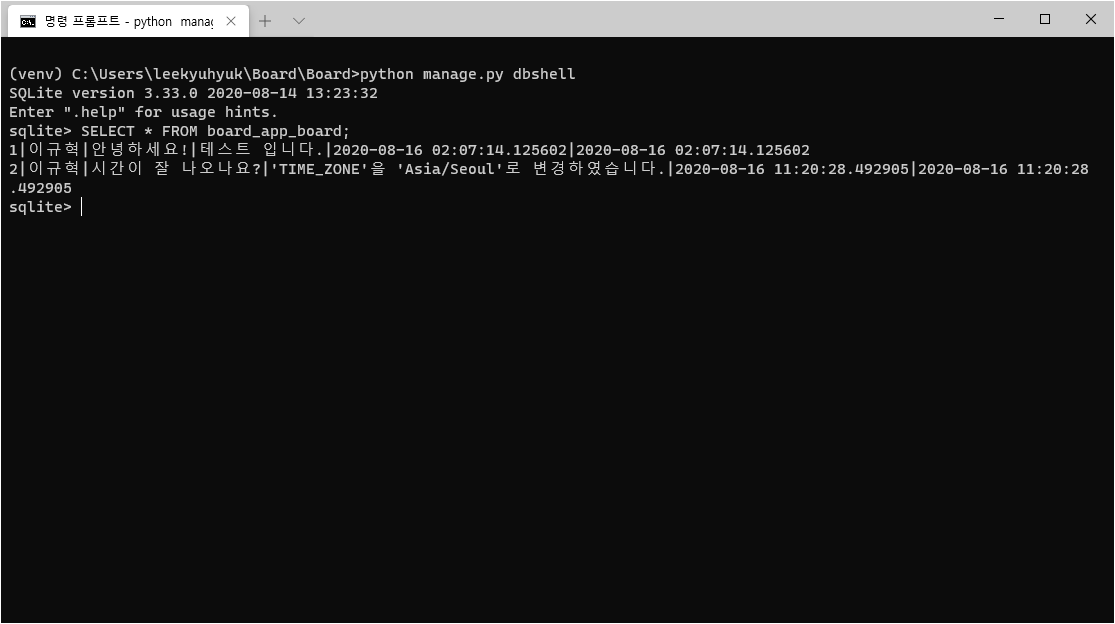 명령 프롬프트 - python manag
(venv) C:\Users\leekyuhyuk\Board\Board>python manage.py dbshell
SQLite version 3.33.0 2020-08-14 13:23:32
Enter ".help" for usage hints.
sqlite> SELECT * FROM board_app_board;
1|이규혁|안녕하세요!|테스트 입니다.|2020-08-16 02:07:14.125602|2020-08-16 02:07:14.125602
2|이규혁|시간이 잘 나오나요?|'TIME_ZONE'을 'Asia/Seoul'로 변경하였습니다.|2020-08-16 11:20:28.492905|2020-08-16 11:20:28
.492905
sqlite>